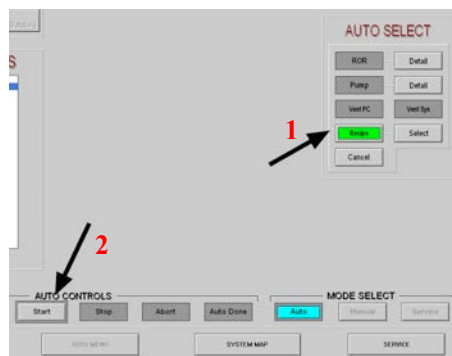 DataLog
S
AUTO SELECT
ROR Detail
Pump Detail
Vent PC Vent Sys
1
Recipe Select
Cancel
2
AUTO CONTROLS MODE SELECT
Start Stop Abort Auto Done Auto Manual Service
AUTO MENU SYSTEM MAP SERVICE